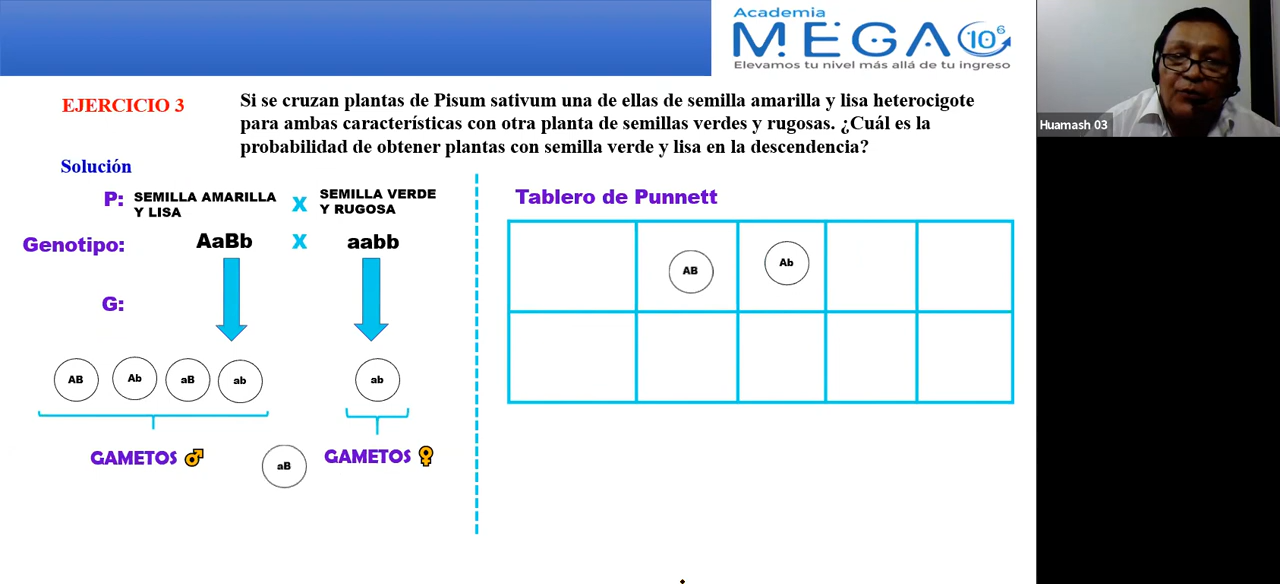 Academia
MEGA 10⁶
Elevamos tu nivel más allá de tu ingreso
Huamash 03
EJERCICIO 3
Si se cruzan plantas de Pisum sativum una de ellas de semilla amarilla y lisa heterocigote
para ambas características con otra planta de semillas verdes y rugosas. ¿Cuál es la
probabilidad de obtener plantas con semilla verde y lisa en la descendencia?
Solución
P: SEMILLA AMARILLA Y LISA X SEMILLA VERDE Y RUGOSA
Genotipo: AaBb X aabb
G:
AB Ab aB ab ab
GAMETOS ♂ GAMETOS ♀
aB
Tablero de Punnett
AB Ab